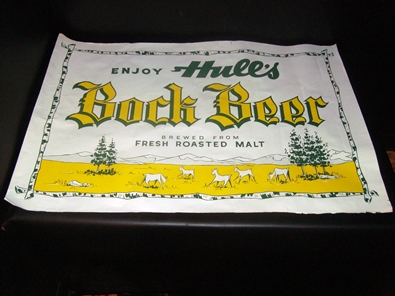 ENJOY Hull's
Bock Beer
BREWED FROM
FRESH ROASTED MALT